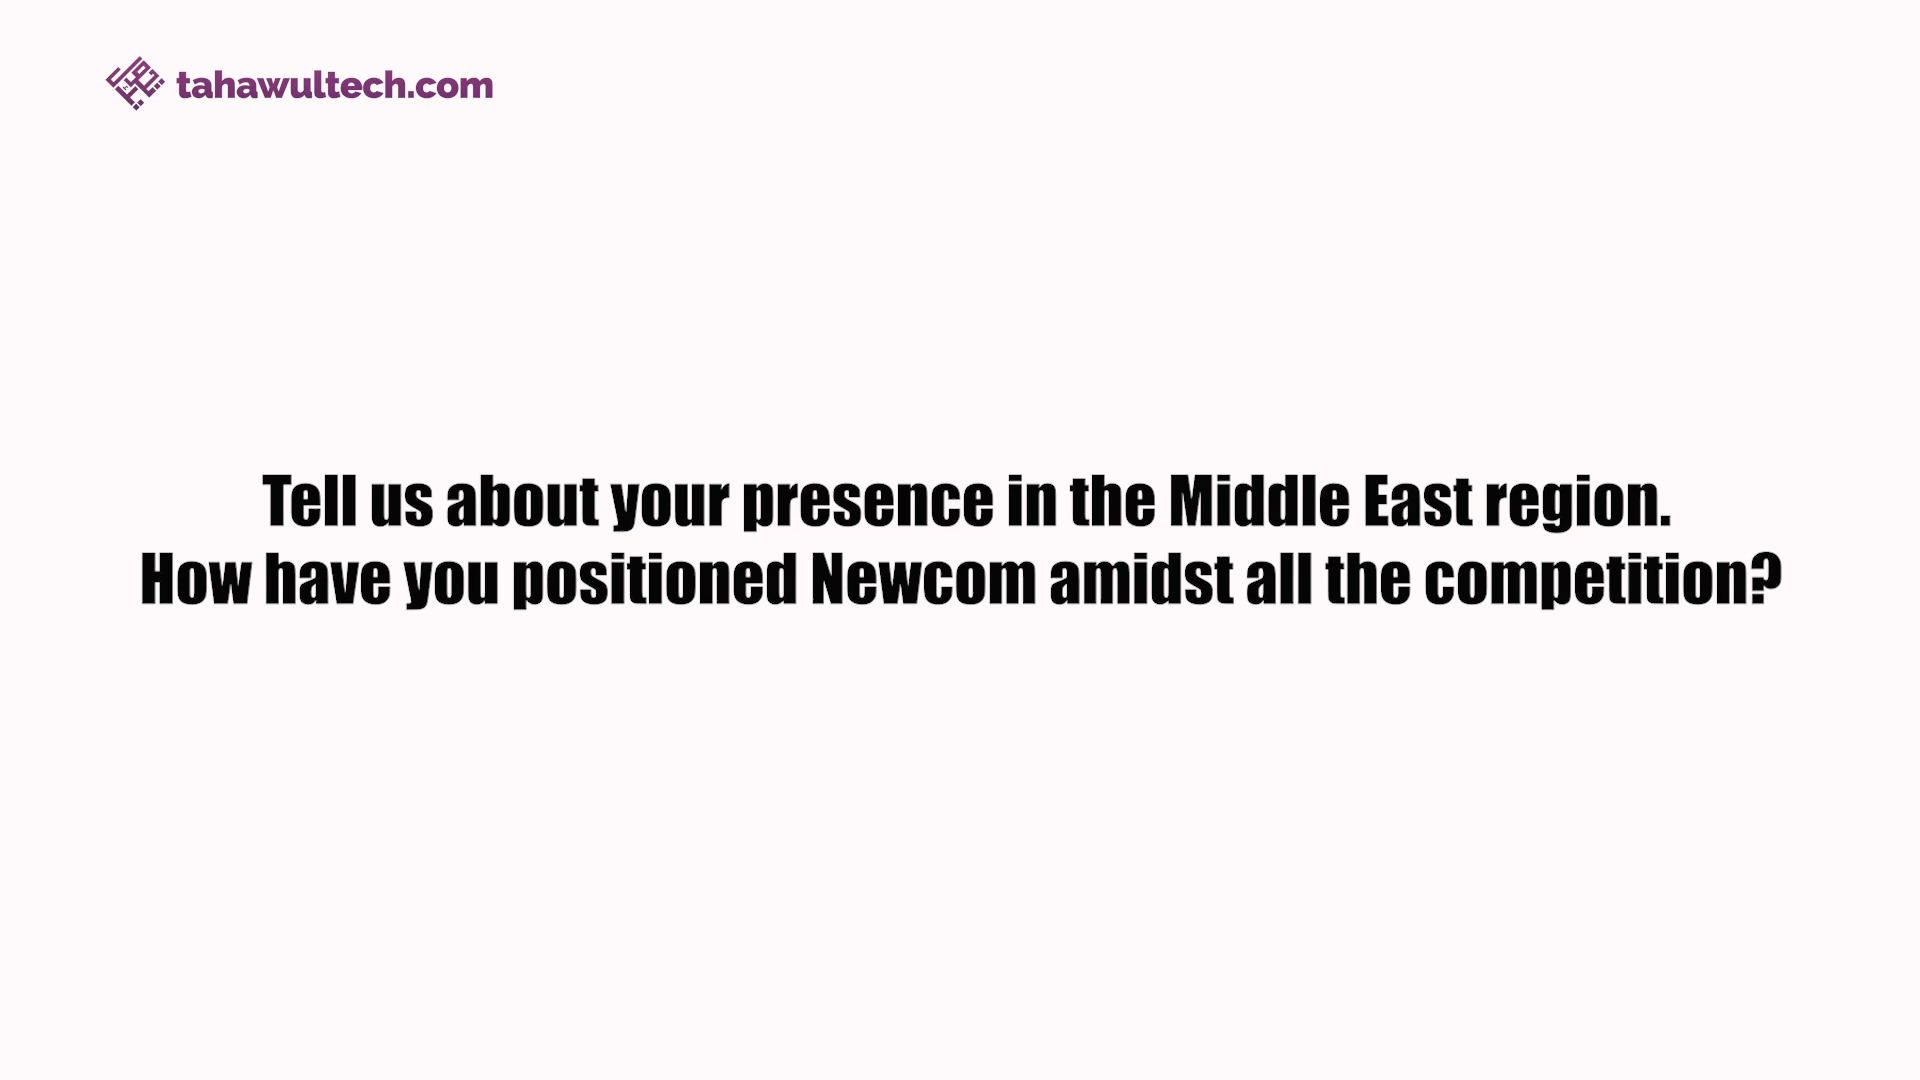 tahawultech.com
Tell us about your presence in the Middle East region.
How have you positioned Newcom amidst all the competition?